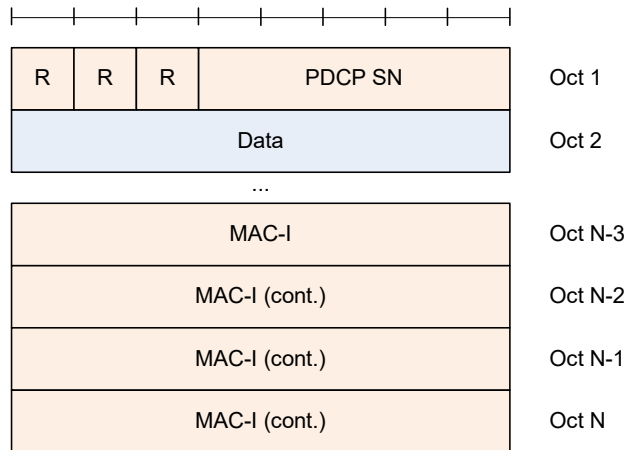 R R R PDCP SN Oct 1
Data Oct 2
...
MAC-I Oct N-3
MAC-I (cont.) Oct N-2
MAC-I (cont.) Oct N-1
MAC-I (cont.) Oct N